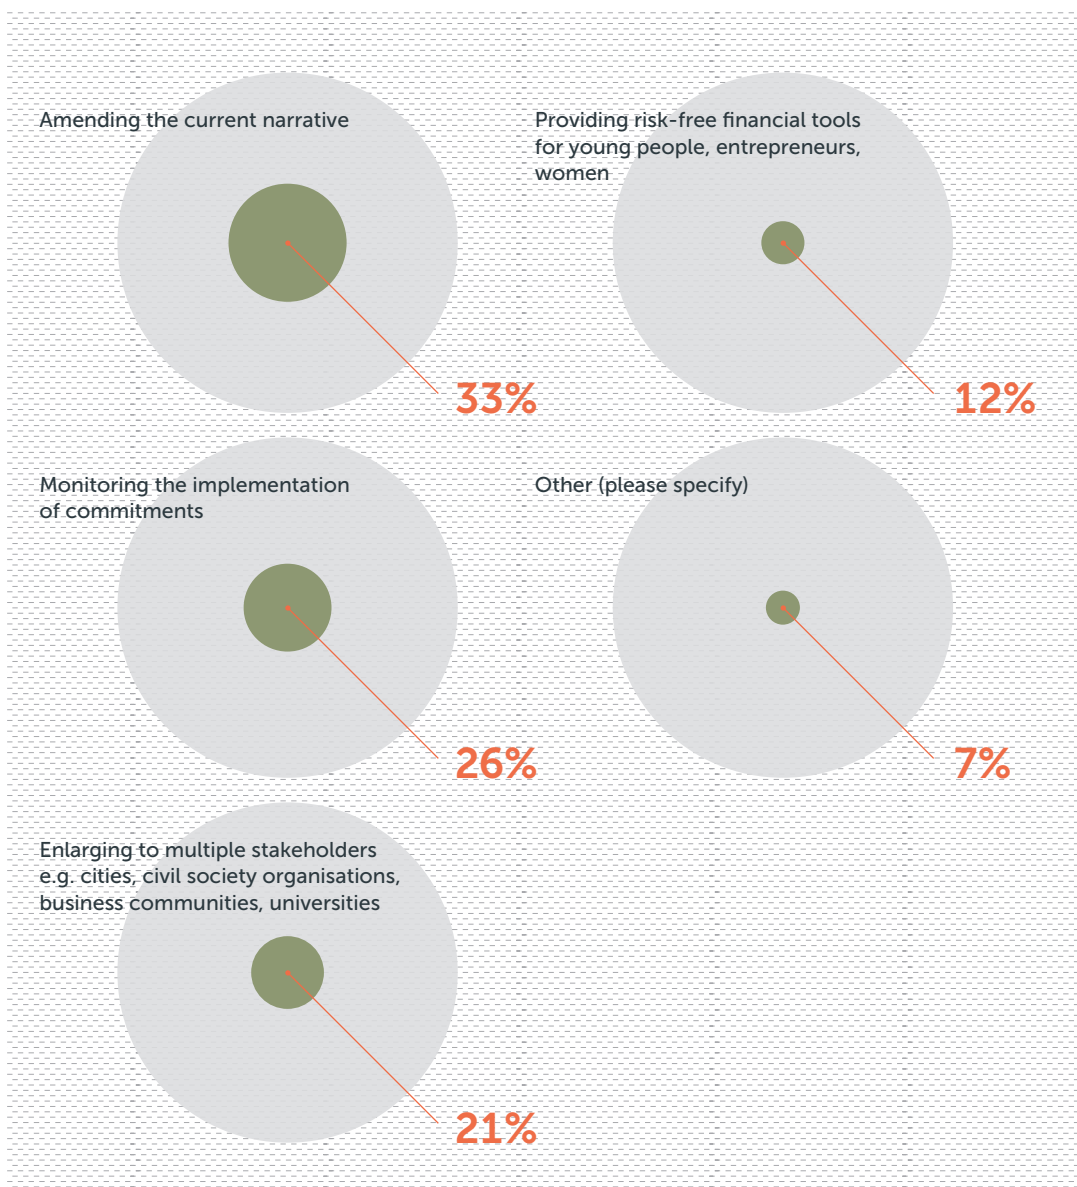 Amending the current narrative
33%
Providing risk-free financial tools
for young people, entrepreneurs,
women
12%
Monitoring the implementation
of commitments
26%
Other (please specify)
7%
Enlarging to multiple stakeholders
e.g. cities, civil society organisations,
business communities, universities
21%